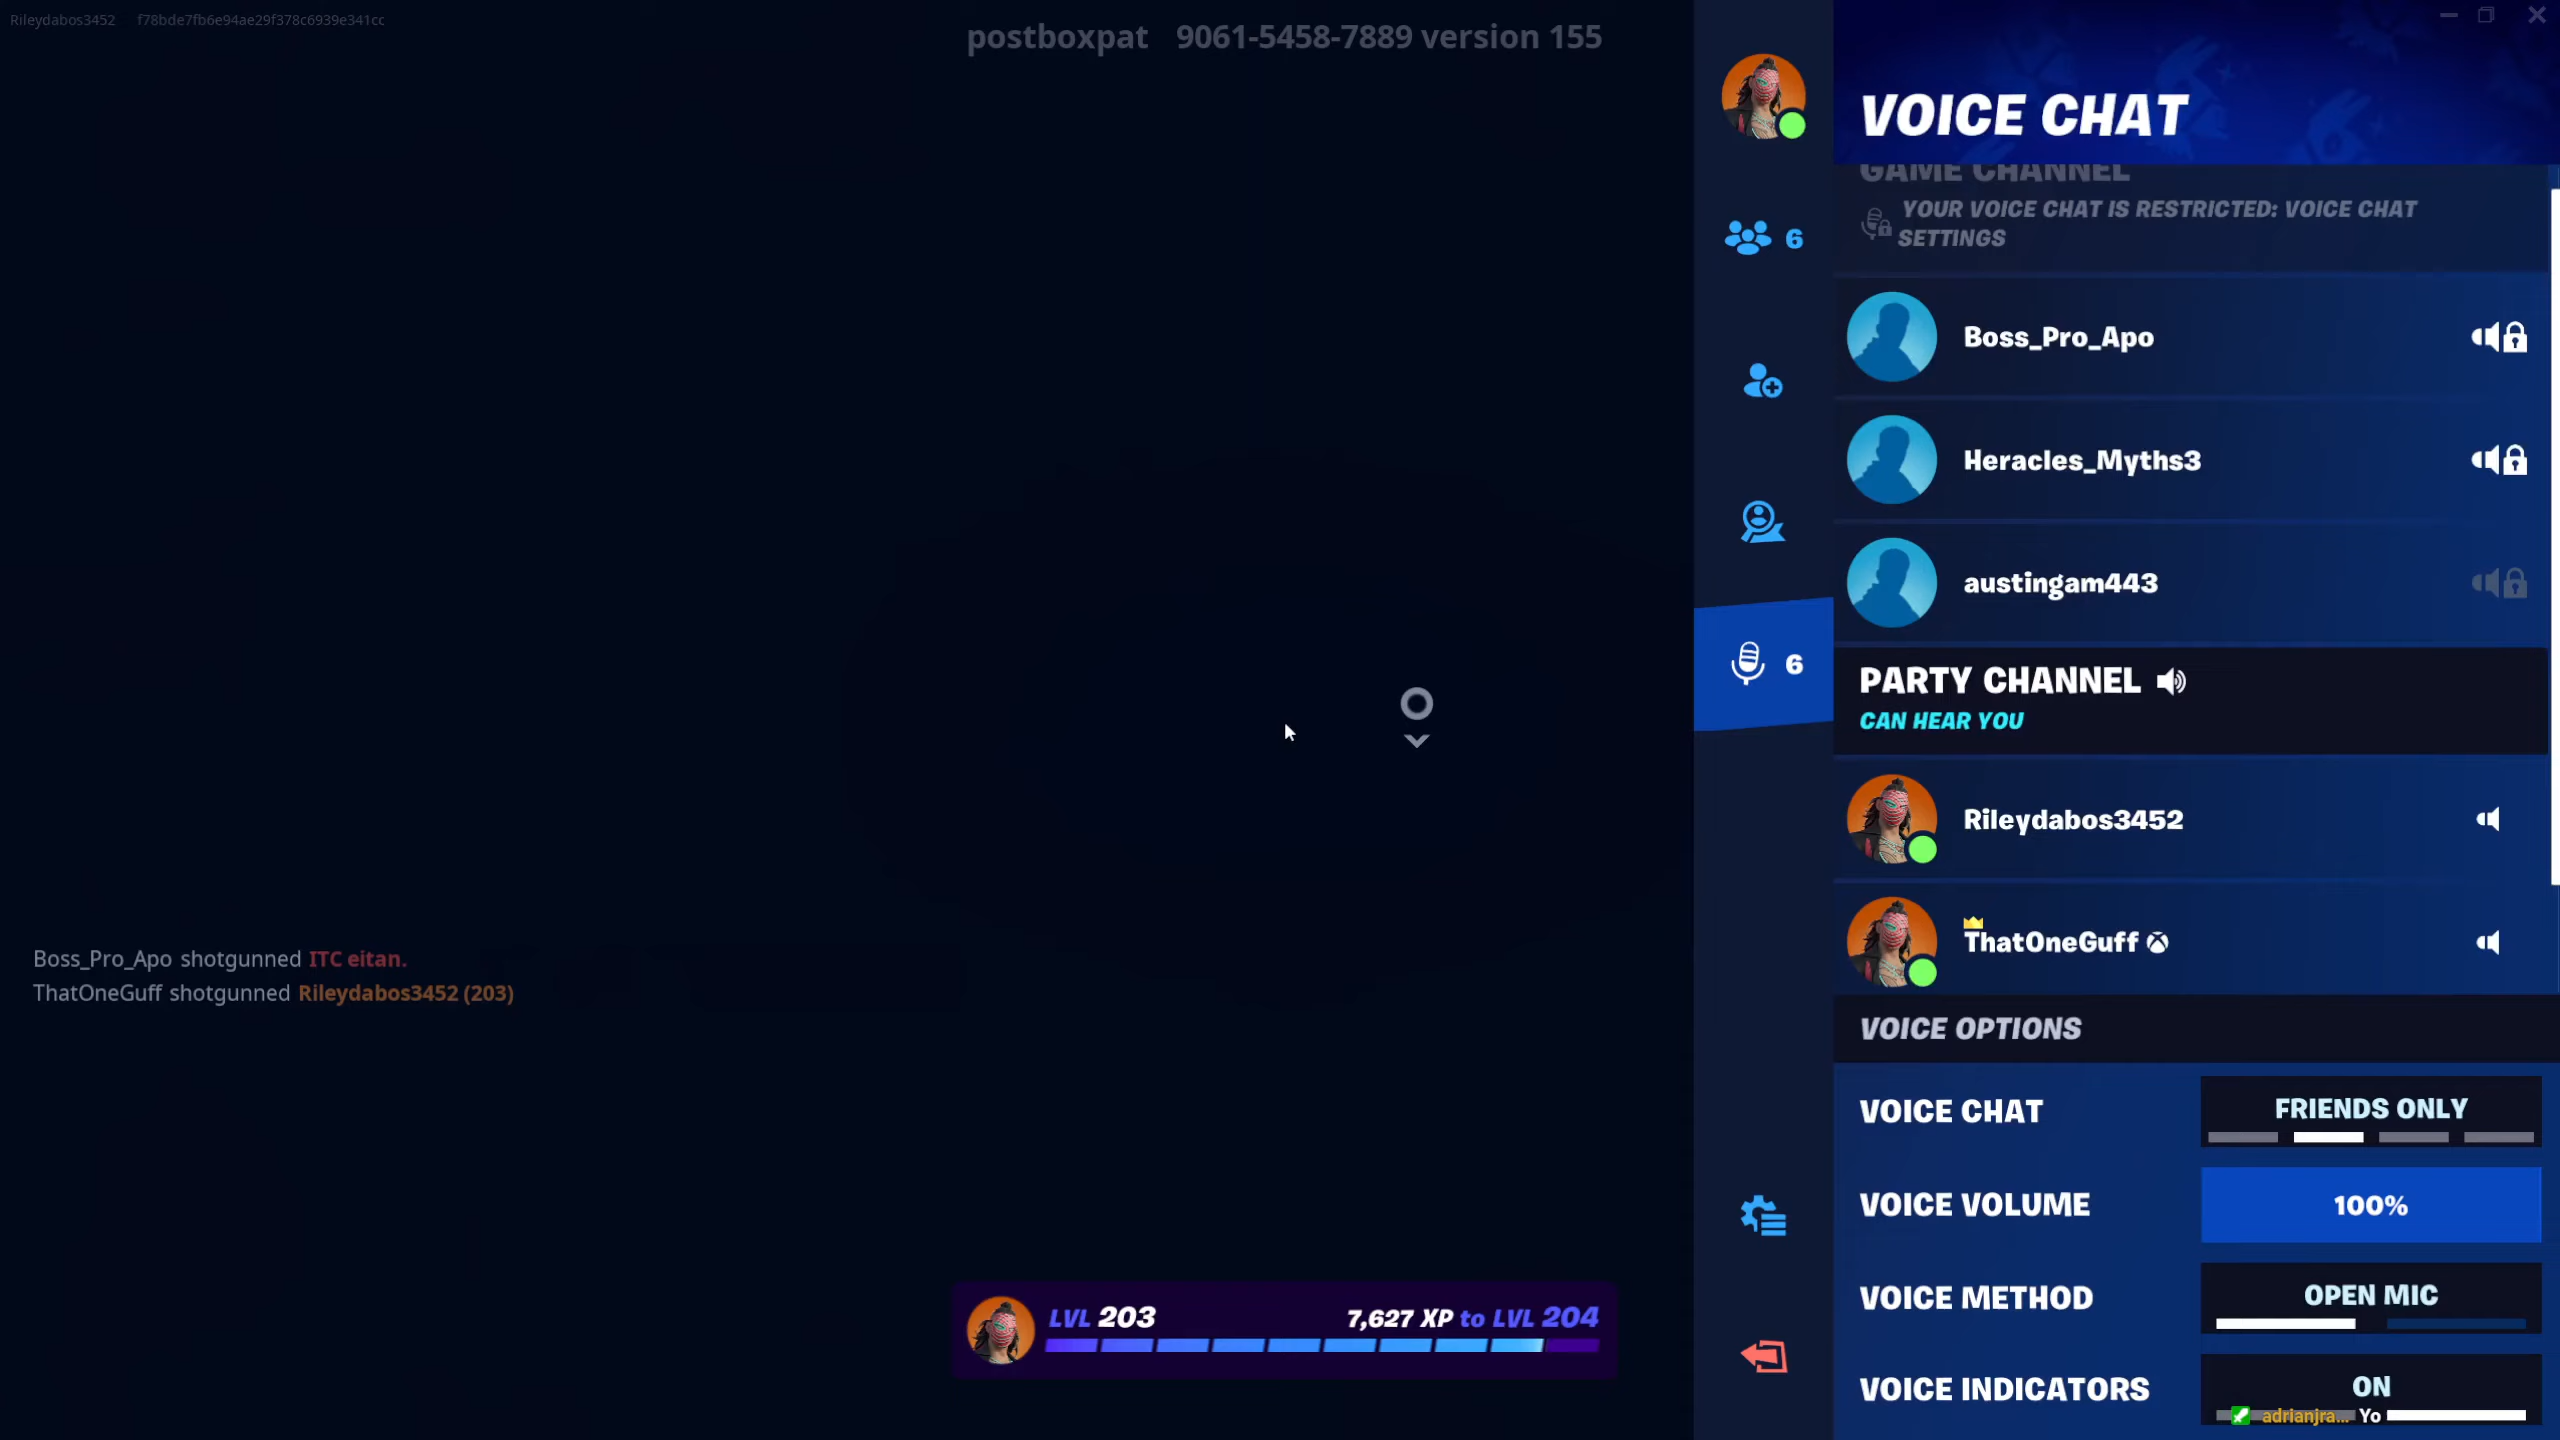 Rileydabos3452 f78bde7fb6e94ae29f378c6939e341cc
postboxpat 9061-5458-7889 version 155
VOICE CHAT
GAME CHANNEL
YOUR VOICE CHAT IS RESTRICTED: VOICE CHAT
SETTINGS
6
Boss_Pro_Apo
Heracles_Myths3
austingam443
6
PARTY CHANNEL
CAN HEAR YOU
Rileydabos3452
ThatOneGuff
Boss_Pro_Apo shotgunned ITC eitan.
ThatOneGuff shotgunned Rileydabos3452 (203)
VOICE OPTIONS
VOICE CHAT FRIENDS ONLY
VOICE VOLUME 100%
VOICE METHOD OPEN MIC
LVL 203 7,627 XP to LVL 204
VOICE INDICATORS ON
adrianjra... Yo